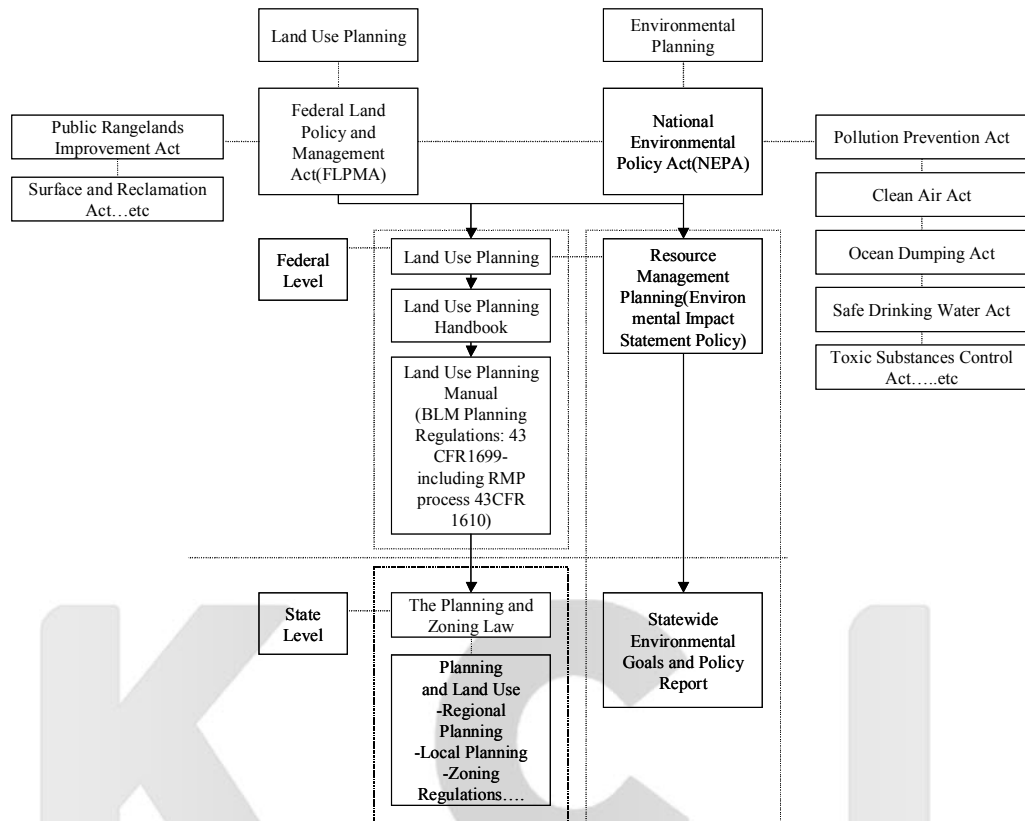 Land Use Planning
Environmental
Planning
Public Rangelands
Improvement Act
Surface and Reclamation
Act…etc
Federal Land
Policy and
Management
Act(FLPMA)
National
Environmental
Policy Act(NEPA)
Pollution Prevention Act
Clean Air Act
Ocean Dumping Act
Safe Drinking Water Act
Toxic Substances Control
Act…..etc
Federal
Level
Land Use Planning
Land Use Planning
Handbook
Land Use Planning
Manual
(BLM Planning
Regulations: 43
CFR1699-
including RMP
process 43CFR
1610)
Resource
Management
Planning(Environ
mental Impact
Statement Policy)
State
Level
The Planning and
Zoning Law
Planning
and Land Use
-Regional
Planning
-Local Planning
-Zoning
Regulations….
Statewide
Environmental
Goals and Policy
Report
KCI